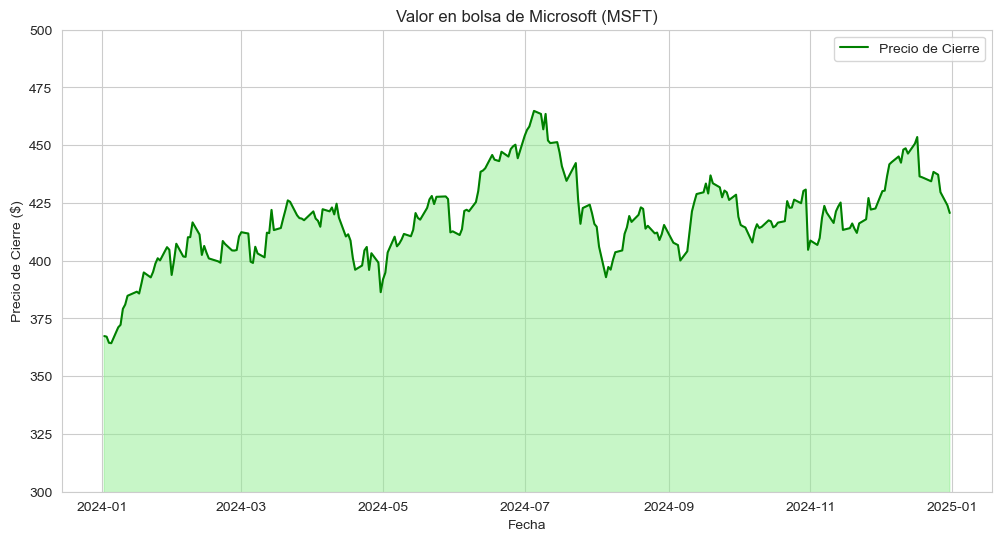 Valor en bolsa de Microsoft (MSFT)
Precio de Cierre
Precio de Cierre ($)
500
475
450
425
400
375
350
325
300
2024-01 2024-03 2024-05 2024-07 2024-09 2024-11 2025-01
Fecha